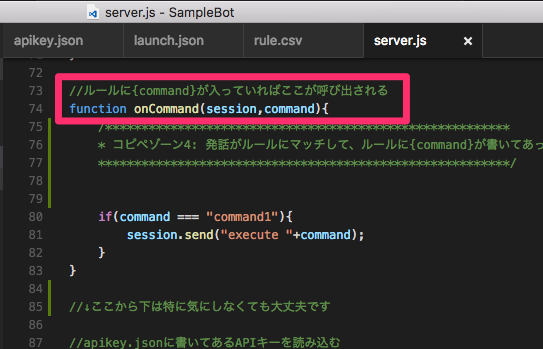 server.js - SampleBot
apikey.json launch.json rule.csv server.js ×
72
73 //ルールに{command}が入っていればここが呼び出される
74 function onCommand(session,command){
75 /************************************************************
76 * コピペゾーン4: 発話がルールにマッチして、ルールに{command}が書いてあっ
77 ************************************************************/
78
79
80 if(command === "command1"){
81 session.send("execute "+command);
82 }
83 }
84
85 //↓ここから下は特に気にしなくても大丈夫です
86
87 //apikey.jsonに書いてあるAPIキーを読み込む